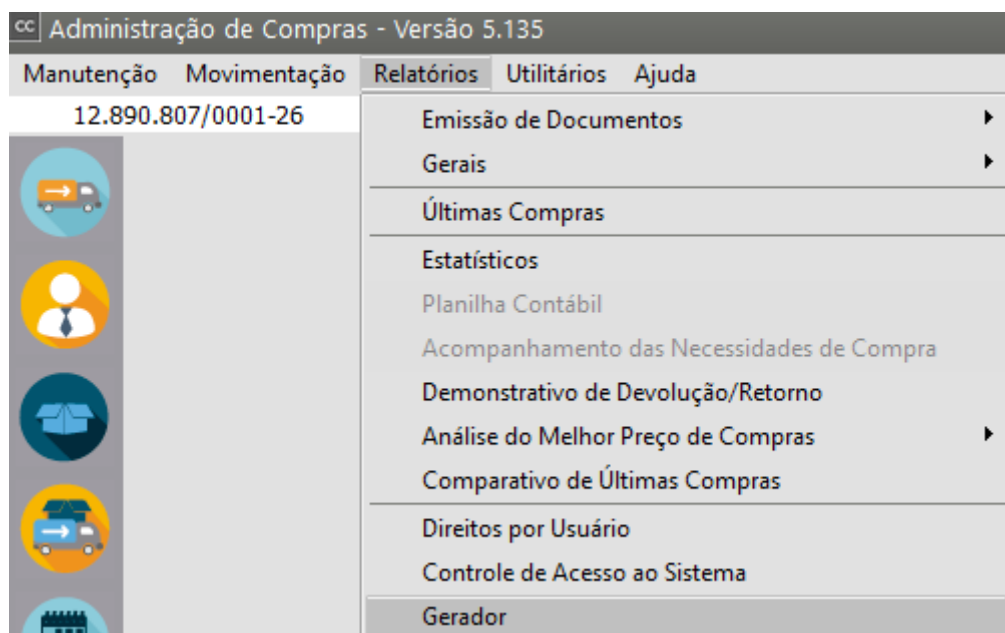 cc Administração de Compras - Versão 5.135
Manutenção Movimentação Relatórios Utilitários Ajuda
12.890.807/0001-26
Emissão de Documentos
Gerais
Últimas Compras
Estatísticos
Planilha Contábil
Acompanhamento das Necessidades de Compra
Demonstrativo de Devolução/Retorno
Análise do Melhor Preço de Compras
Comparativo de Últimas Compras
Direitos por Usuário
Controle de Acesso ao Sistema
Gerador